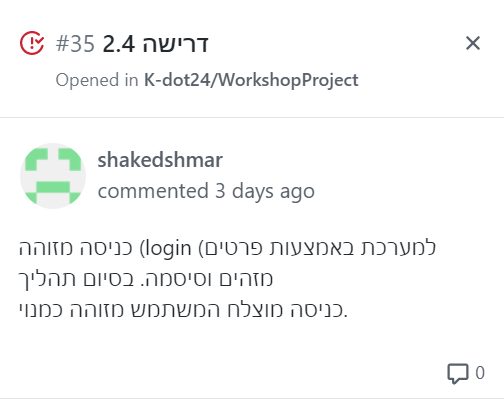 #35 דרישה 2.4
Opened in K-dot24/WorkshopProject
shakedshmar
commented 3 days ago
כניסה מזוהה (login) למערכת באמצעות פרטים
מזהים וסיסמה. בסיום תהליך
כניסה מוצלח המשתמש מזוהה כמנוי.
0